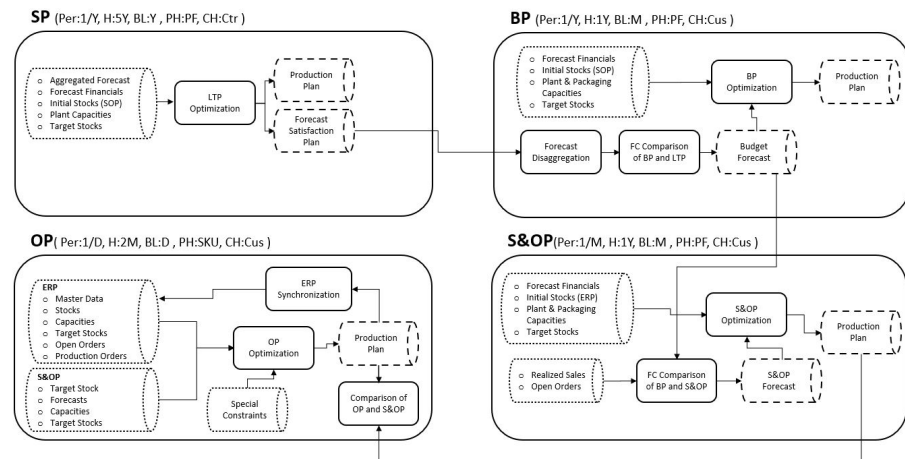 SP (Per:1/Y, H:5Y, BL:Y , PH:PF, CH:Ctr )
o Aggregated Forecast
o Forecast Financials
o Initial Stocks (SOP)
o Plant Capacities
o Target Stocks
LTP
Optimization
Production
Plan
Forecast
Satisfaction
Plan
BP (Per:1/Y, H:1Y, BL:M , PH:PF, CH:Cus )
o Forecast Financials
o Initial Stocks (SOP)
o Plant & Packaging
Capacities
o Target Stocks
BP
Optimization
Production
Plan
Forecast
Disaggregation
FC Comparison
of BP and LTP
Budget
Forecast
OP( Per:1/D, H:2M, BL:D , PH:SKU, CH:Cus )
ERP
o Master Data
o Stocks
o Capacities
o Target Stocks
o Open Orders
o Production Orders
S&OP
o Target Stock
o Forecasts
o Capacities
o Target Stocks
ERP
Synchronization
OP
Optimization
Production
Plan
Special
Constraints
Comparison of
OP and S&OP
S&OP(Per:1/M, H:1Y, BL:M , PH:PF, CH:Cus )
o Forecast Financials
o Initial Stocks (ERP)
o Plant & Packaging
Capacities
o Target Stocks
S&OP
Optimization
Production
Plan
o Realized Sales
o Open Orders
FC Comparison
of BP and S&OP
S&OP
Forecast